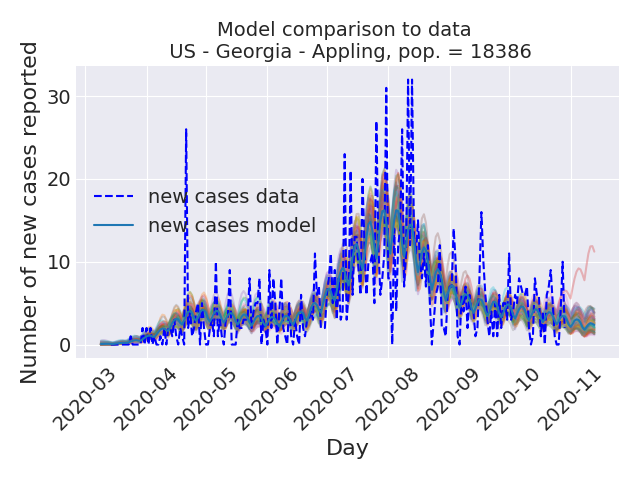 Model comparison to data
US - Georgia - Appling, pop. = 18386
Number of new cases reported
30
20
10
0
new cases data
new cases model
2020-03
2020-04
2020-05
2020-06
2020-07
2020-08
2020-09
2020-10
2020-11
Day